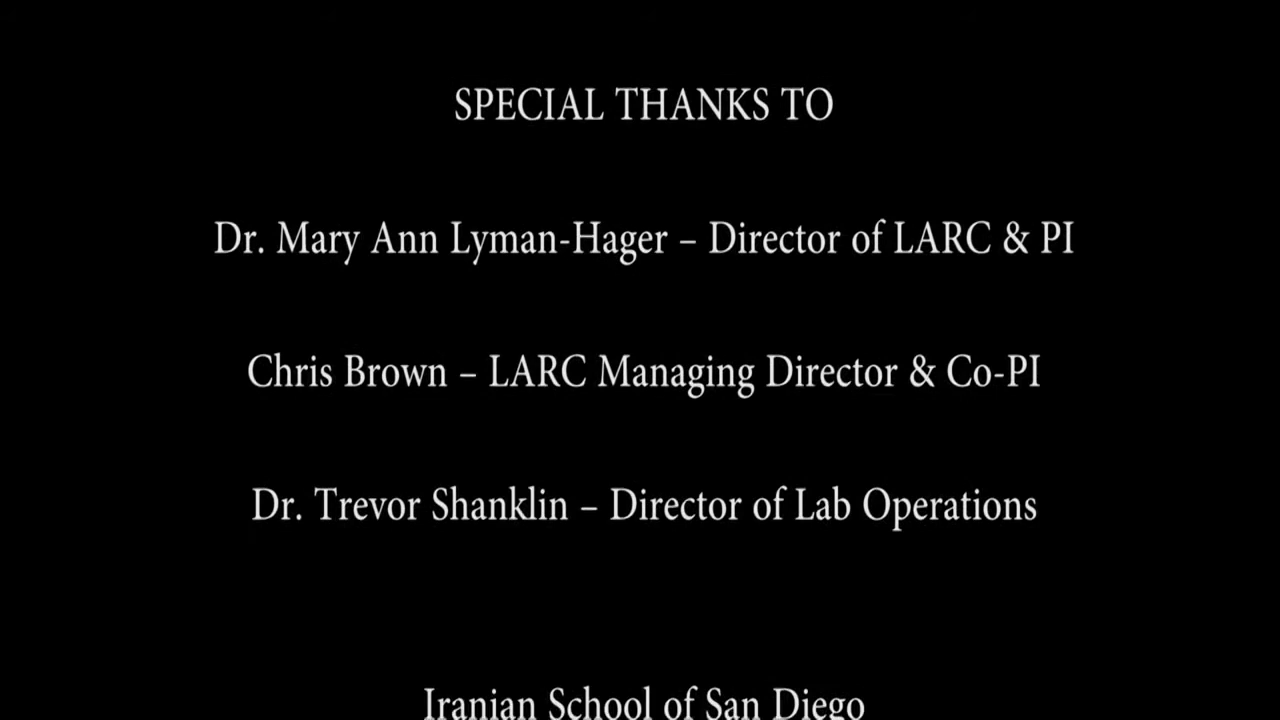 SPECIAL THANKS TO
Dr. Mary Ann Lyman-Hager – Director of LARC & PI
Chris Brown – LARC Managing Director & Co-PI
Dr. Trevor Shanklin – Director of Lab Operations
Iranian School of San Diego